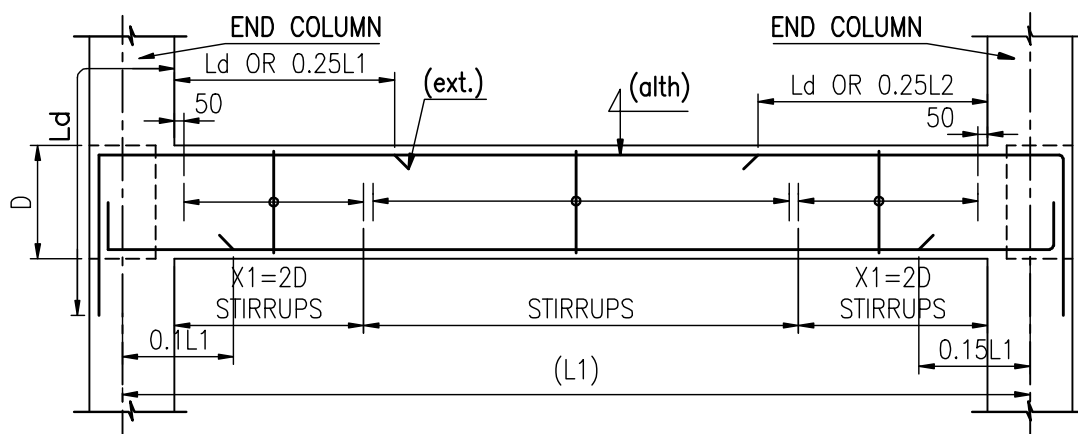 END COLUMN
END COLUMN
Ld OR 0.25L1
(ext.)
(alth)
Ld OR 0.25L2
50
50
Ld
D
X1=2D
STIRRUPS
STIRRUPS
X1=2D
STIRRUPS
0.1L1
0.15L1
(L1)